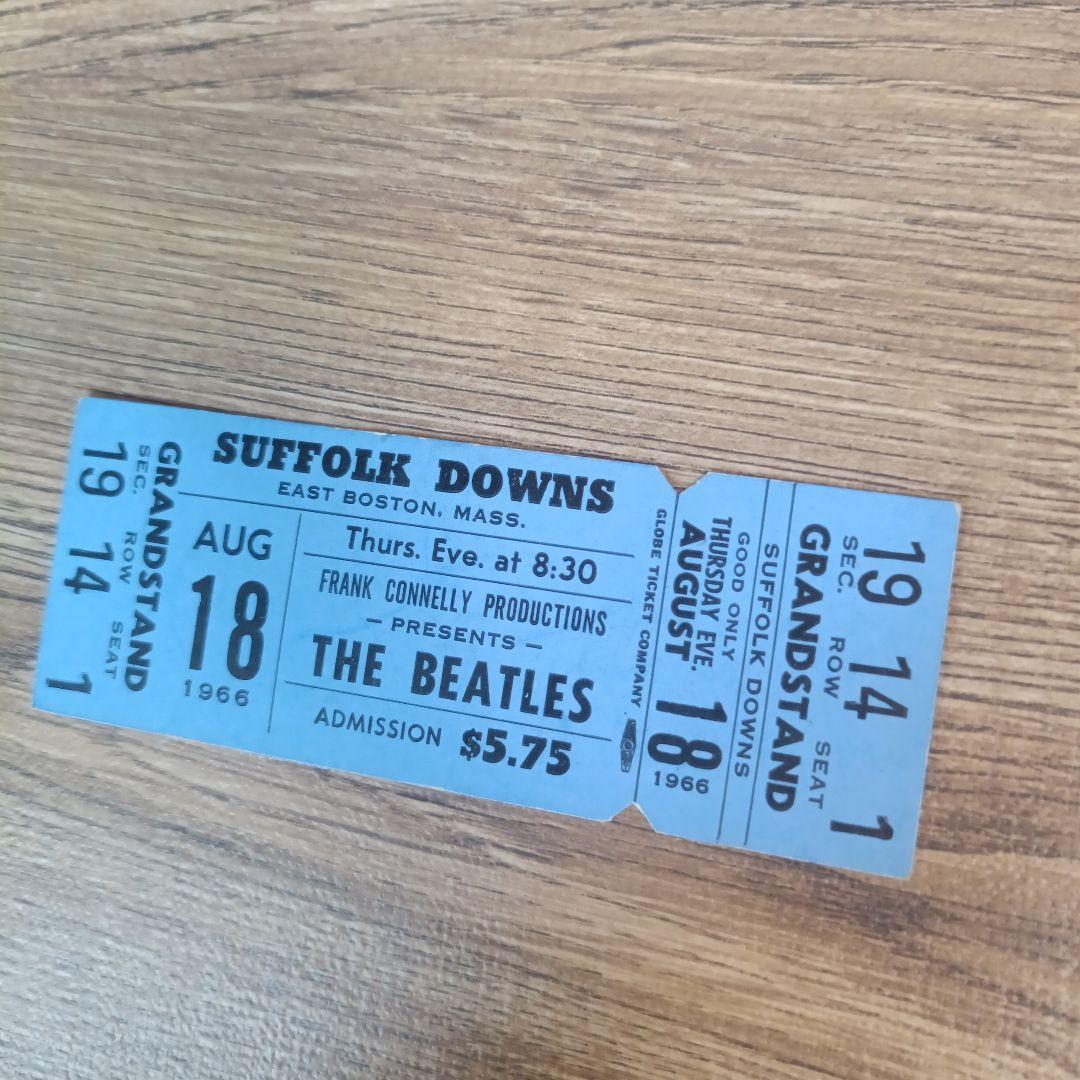 GRANDSTAND
SEC. ROW SEAT
19 14 1
SUFFOLK DOWNS
EAST BOSTON, MASS.
AUG
18
1966
Thurs. Eve. at 8:30
FRANK CONNELLY PRODUCTIONS
— PRESENTS —
THE BEATLES
ADMISSION $5.75
GLOBE TICKET COMPANY
19 14 1
SEC. ROW SEAT
GRANDSTAND
SUFFOLK DOWNS
GOOD ONLY
THURSDAY EVE.
AUGUST 18
1966